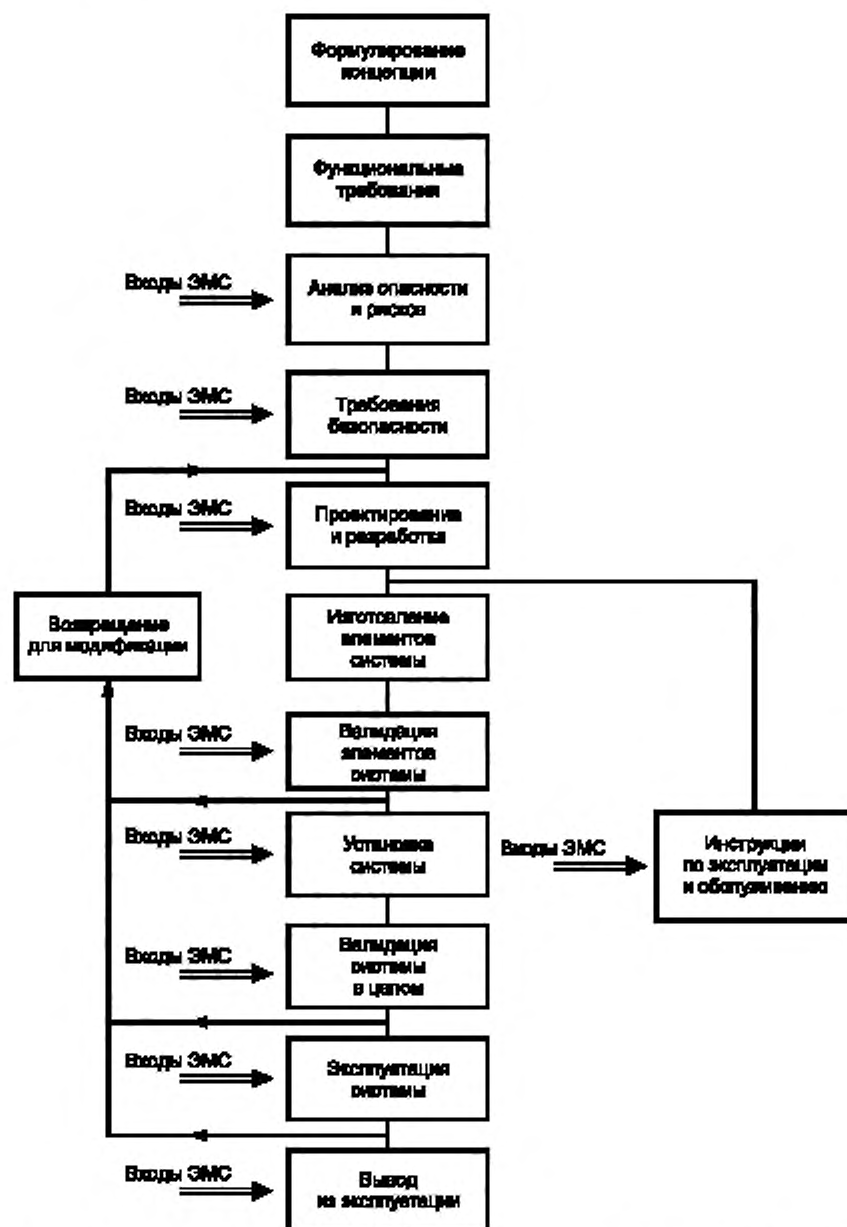 Формулирование
концепции
Функциональные
требования
Входы ЭМС
Анализ опасности
и рисков
Входы ЭМС
Требования
безопасности
Входы ЭМС
Проектирование
и разработка
Возвращение
для модификации
Изготовление
элементов
системы
Входы ЭМС
Валидация
элементов
системы
Входы ЭМС
Установка
системы
Входы ЭМС
Инструкции
по эксплуатации
и обслуживанию
Входы ЭМС
Валидация
системы
в целом
Входы ЭМС
Эксплуатация
системы
Входы ЭМС
Вывод
из эксплуатации